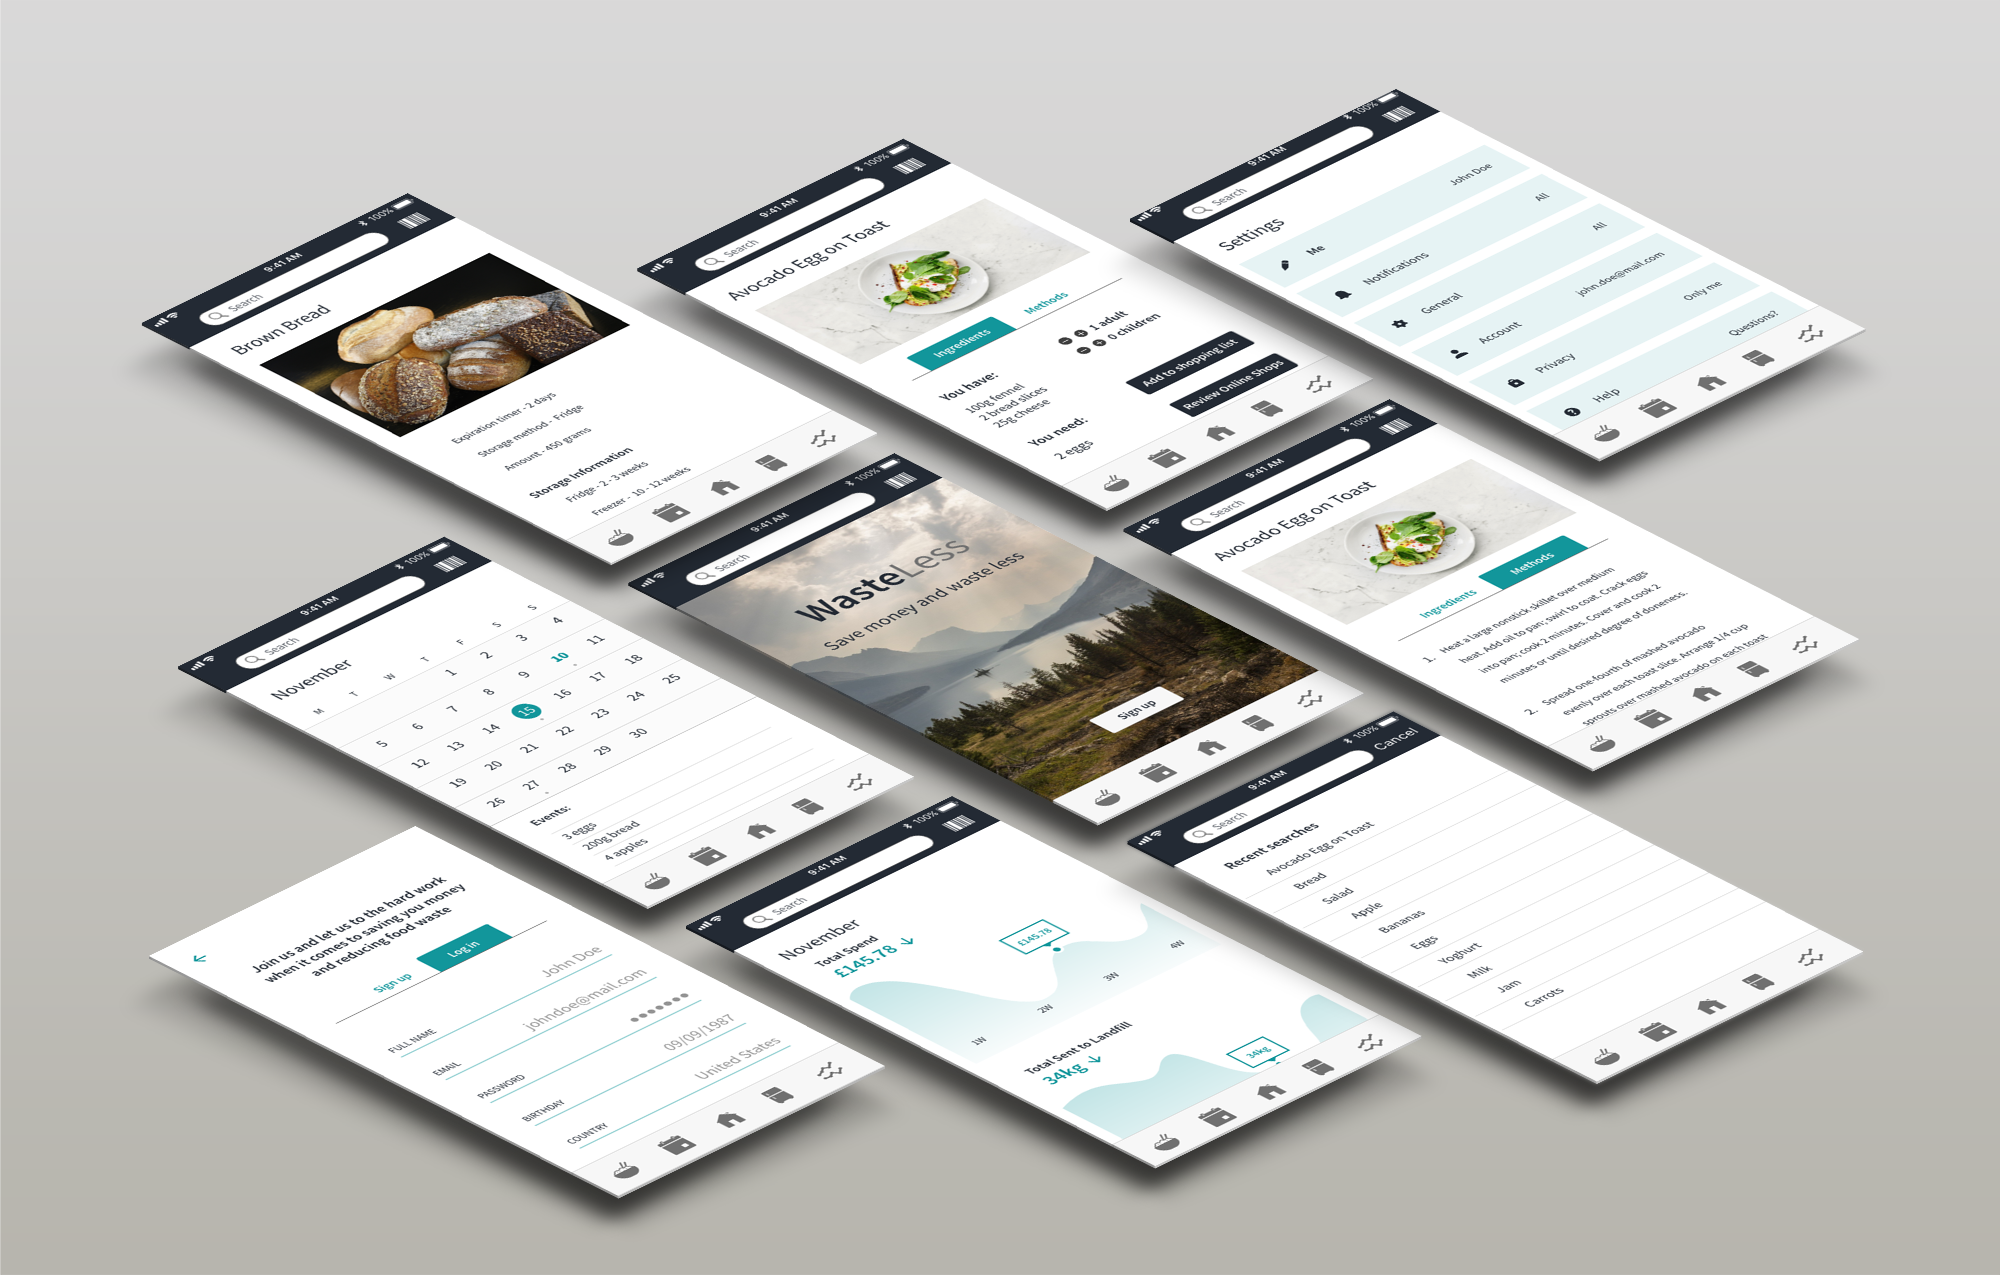 9:41 AM
100%
Search
Brown Bread
Expiration timer - 2 days
Storage method - Fridge
Amount - 450 grams
Storage Information
Fridge - 2 - 3 weeks
Freezer - 10 - 12 weeks
9:41 AM
100%
Search
Avocado Egg on Toast
Ingredients
Methods
1 adult
0 children
You have:
100g fennel
2 bread slices
25g cheese
Add to shopping list
Review Online Shops
You need:
2 eggs
9:41 AM
100%
Search
Settings
Me
John Doe
Notifications
All
General
All
Account
john.doe@mail.com
Privacy
Only me
Help
Questions?
9:41 AM
100%
Search
November
M T W T F S S
1 2 3 4
5 6 7 8 9 10 11
12 13 14 15 16 17 18
19 20 21 22 23 24 25
26 27 28 29 30
Events:
3 eggs
200g bread
4 apples
9:41 AM
100%
Search
WasteLess
Save money and waste less
Sign up
9:41 AM
100%
Search
Avocado Egg on Toast
Ingredients
Methods
1. Heat a large nonstick skillet over medium
heat. Add oil to pan; swirl to coat. Crack eggs
into pan; cook 2 minutes. Cover and cook 2
minutes or until desired degree of doneness.
2. Spread one-fourth of mashed avocado
evenly over each toast slice. Arrange 1/4 cup
sprouts over mashed avocado on each toast
Join us and let us to the hard work
when it comes to saving you money
and reducing food waste
Sign up
Log in
FULL NAME
John Doe
EMAIL
johndoe@mail.com
PASSWORD
BIRTHDAY
09/09/1987
COUNTRY
United States
9:41 AM
100%
Search
November
Total Spend
£145.78
£145.78
1W
2W
3W
4W
Total Sent to Landfill
34kg
34kg
9:41 AM
100%
Search
Cancel
Recent searches
Avocado Egg on Toast
Bread
Salad
Apple
Bananas
Eggs
Yoghurt
Milk
Jam
Carrots